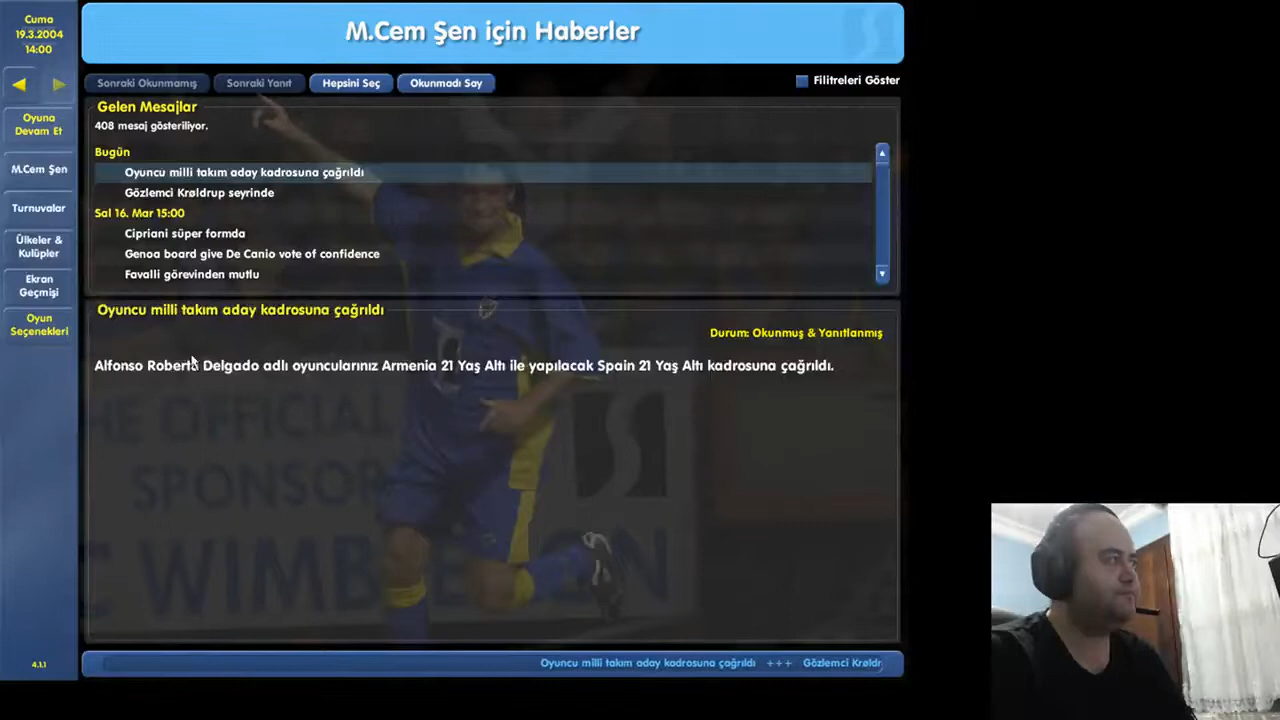 Cuma
19.3.2004
14:00
M.Cem Şen için Haberler
Sonraki Okunmamış
Sonraki Yanıt
Hepsini Seç
Okunmadı Say
Filitreleri Göster
Oyuna
Devam Et
M.Cem Şen
Turnuvalar
Ülkeler &
Kulüpler
Ekran
Geçmişi
Oyun
Seçenekleri
4.1.1
Gelen Mesajlar
408 mesaj gösteriliyor.
Bugün
Oyuncu milli takım aday kadrosuna çağrıldı
Gözlemci Krøldrup seyrinde
Sal 16. Mar 15:00
Cipriani süper formda
Genoa board give De Canio vote of confidence
Favalli görevinden mutlu
Oyuncu milli takım aday kadrosuna çağrıldı
Durum: Okunmuş & Yanıtlanmış
Alfonso Roberto Delgado adlı oyuncularınız Armenia 21 Yaş Altı ile yapılacak Spain 21 Yaş Altı kadrosuna çağrıldı.
HE OFFICIAL
SPONSOR
C WIMB
ON
Oyuncu milli takım aday kadrosuna çağrıldı +++ Gözlemci Krøldr